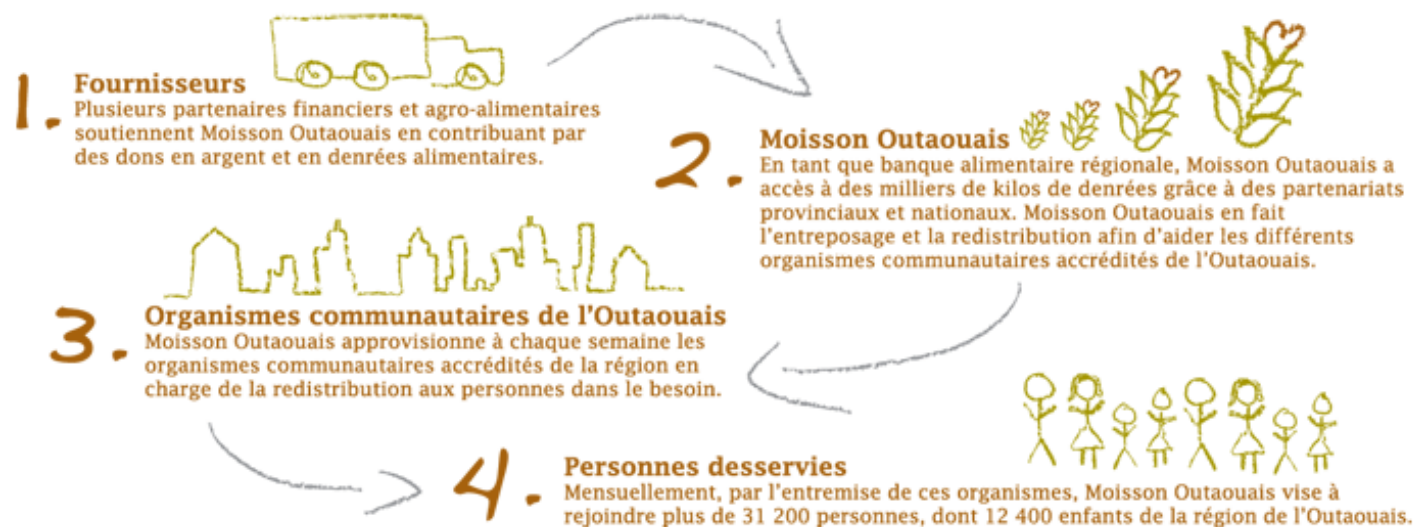 1. Fournisseurs
Plusieurs partenaires financiers et agro-alimentaires
soutiennent Moisson Outaouais en contribuant par
des dons en argent et en denrées alimentaires.
2. Moisson Outaouais
En tant que banque alimentaire régionale, Moisson Outaouais a
accès à des milliers de kilos de denrées grâce à des partenariats
provinciaux et nationaux. Moisson Outaouais en fait
l'entreposage et la redistribution afin d'aider les différents
organismes communautaires accrédités de l'Outaouais.
3. Organismes communautaires de l'Outaouais
Moisson Outaouais approvisionne à chaque semaine les
organismes communautaires accrédités de la région en
charge de la redistribution aux personnes dans le besoin.
4. Personnes desservies
Mensuellement, par l'entremise de ces organismes, Moisson Outaouais vise à
rejoindre plus de 31 200 personnes, dont 12 400 enfants de la région de l'Outaouais.